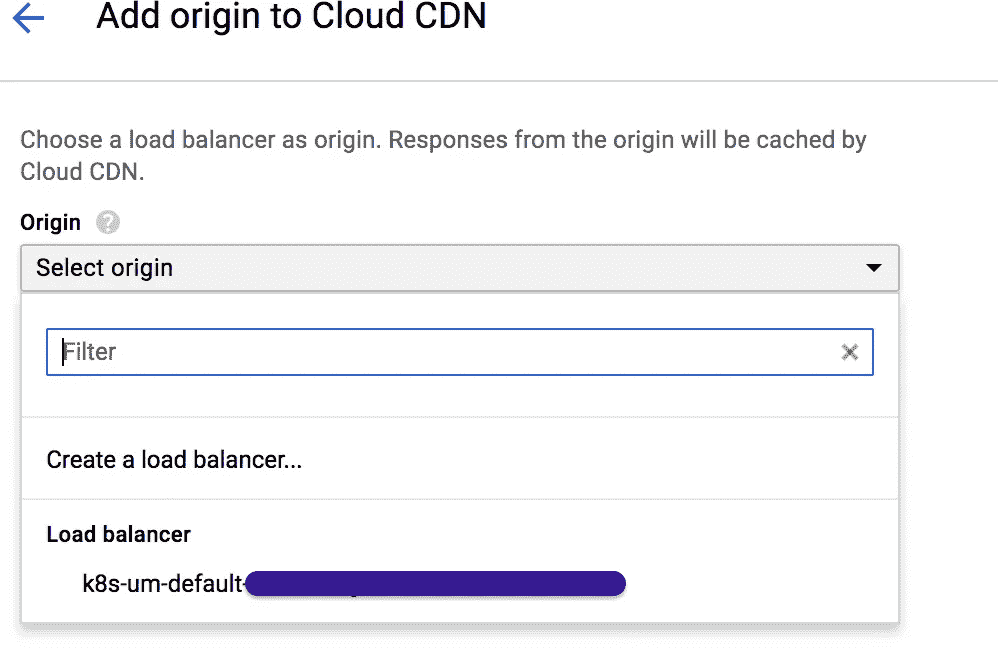 Add origin to Cloud CDN
Choose a load balancer as origin. Responses from the origin will be cached by
Cloud CDN.
Origin ?
Select origin
Filter
Create a load balancer...
Load balancer
k8s-um-default-